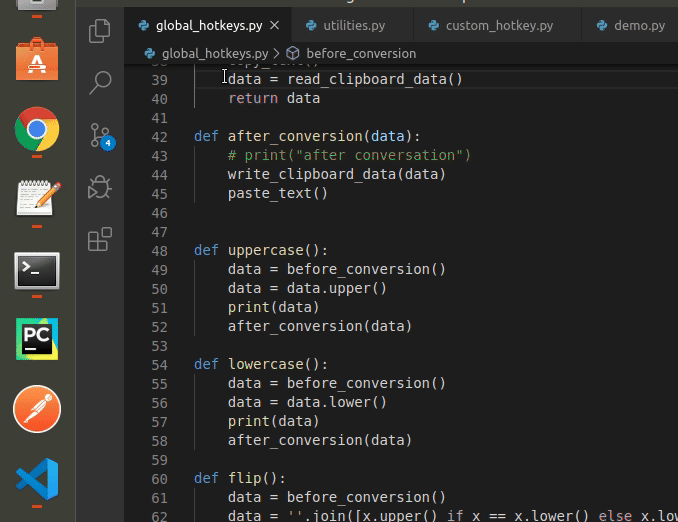 global_hotkeys.py × utilities.py custom_hotkey.py demo.py
global_hotkeys.py > before_conversion
39 data = read_clipboard_data()
40 return data
41
42 def after_conversion(data):
43 # print("after conversation")
44 write_clipboard_data(data)
45 paste_text()
46
47
48 def uppercase():
49 data = before_conversion()
50 data = data.upper()
51 print(data)
52 after_conversion(data)
53
54 def lowercase():
55 data = before_conversion()
56 data = data.lower()
57 print(data)
58 after_conversion(data)
59
60 def flip():
61 data = before_conversion()
62 data = ''.join([x.upper() if x == x.lower() else x.low
A
4
>_
PC